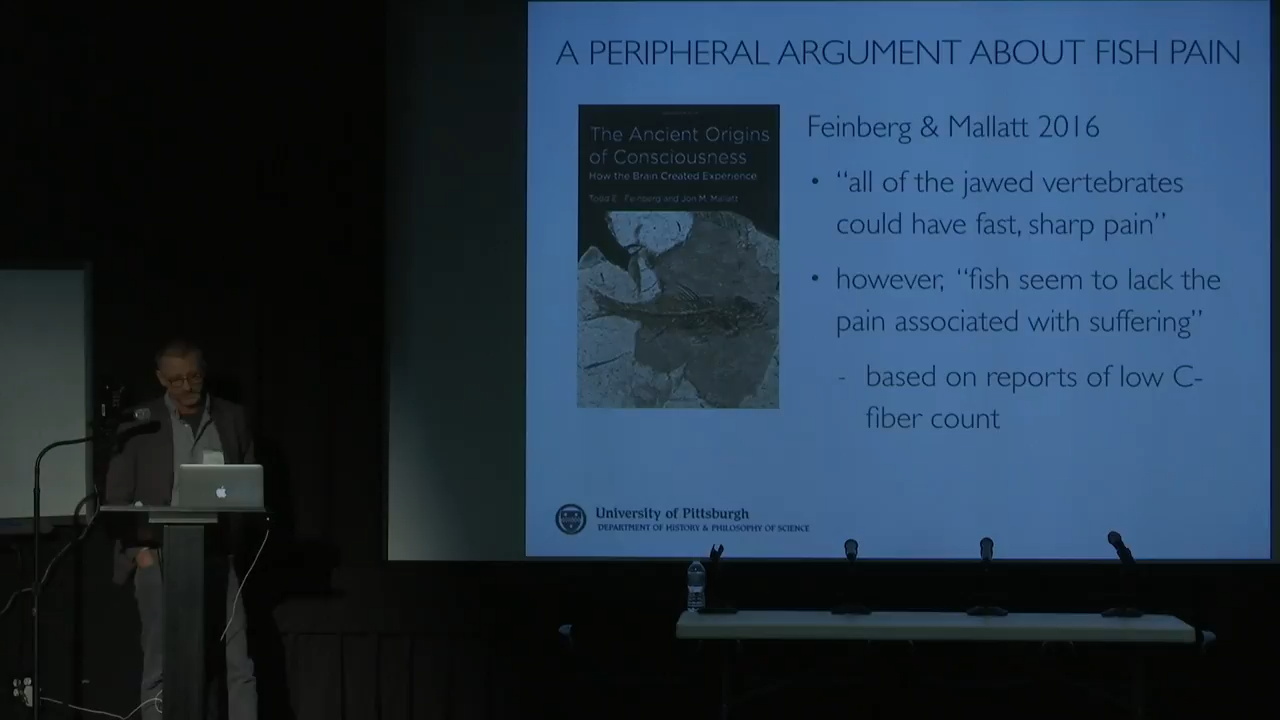 A PERIPHERAL ARGUMENT ABOUT FISH PAIN
The Ancient Origins
of Consciousness
How the Brain Created Experience
Todd E. Feinberg and Jon M. Mallatt
Feinberg & Mallatt 2016
• “all of the jawed vertebrates
could have fast, sharp pain”
• however, “fish seem to lack the
pain associated with suffering”
- based on reports of low C-
fiber count
University of Pittsburgh
DEPARTMENT OF HISTORY & PHILOSOPHY OF SCIENCE